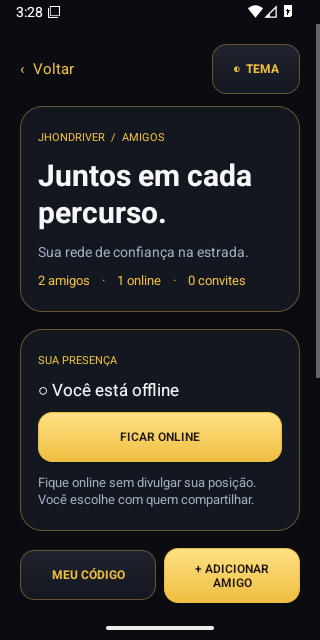 3:28
‹ Voltar
TEMA
JHONDRIVER / AMIGOS
Juntos em cada
percurso.
Sua rede de confiança na estrada.
2 amigos · 1 online · 0 convites
SUA PRESENÇA
○ Você está offline
FICAR ONLINE
Fique online sem divulgar sua posição.
Você escolhe com quem compartilhar.
MEU CÓDIGO
+ ADICIONAR
AMIGO